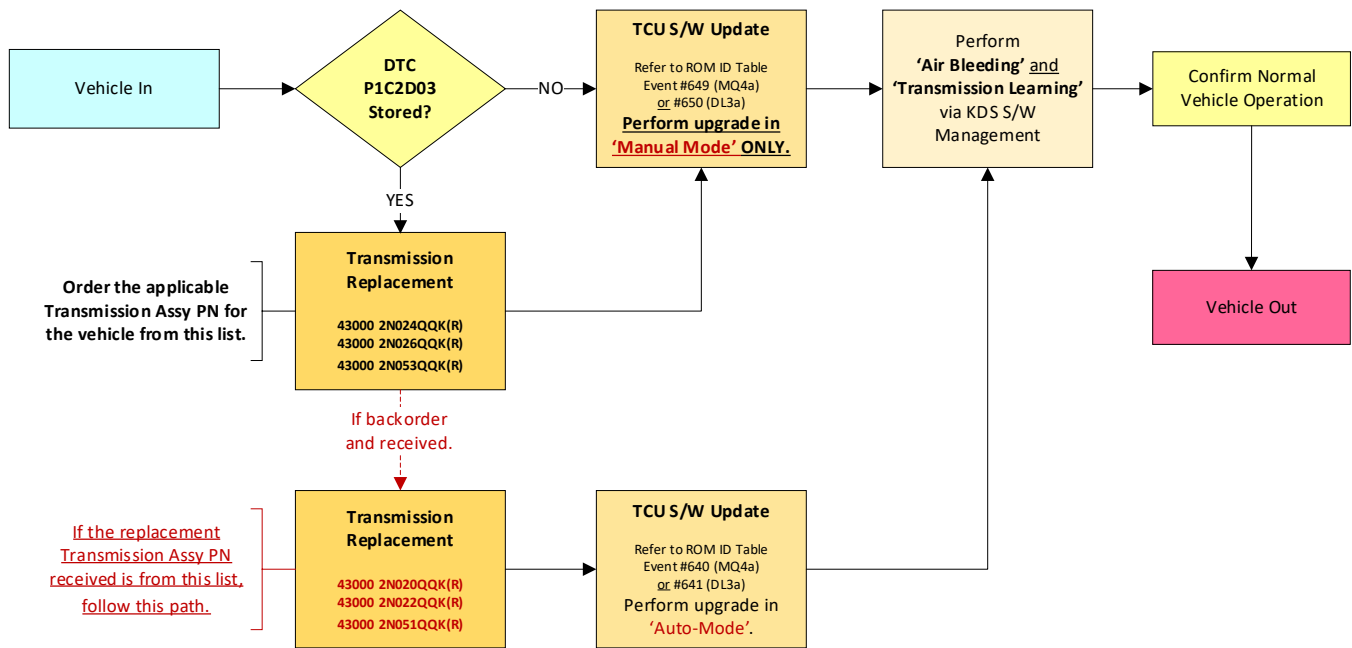 Vehicle In
DTC
P1C2D03
Stored?
NO
YES
TCU S/W Update
Refer to ROM ID Table
Event #649 (MQ4a)
or #650 (DL3a)
Perform upgrade in
‘Manual Mode’ ONLY.
Perform
‘Air Bleeding’ and
‘Transmission Learning’
via KDS S/W
Management
Confirm Normal
Vehicle Operation
Vehicle Out
Order the applicable
Transmission Assy PN for
the vehicle from this list.
Transmission
Replacement
43000 2N024QQK(R)
43000 2N026QQK(R)
43000 2N053QQK(R)
If backorder
and received.
If the replacement
Transmission Assy PN
received is from this list,
follow this path.
Transmission
Replacement
43000 2N020QQK(R)
43000 2N022QQK(R)
43000 2N051QQK(R)
TCU S/W Update
Refer to ROM ID Table
Event #640 (MQ4a)
or #641 (DL3a)
Perform upgrade in
‘Auto-Mode’.